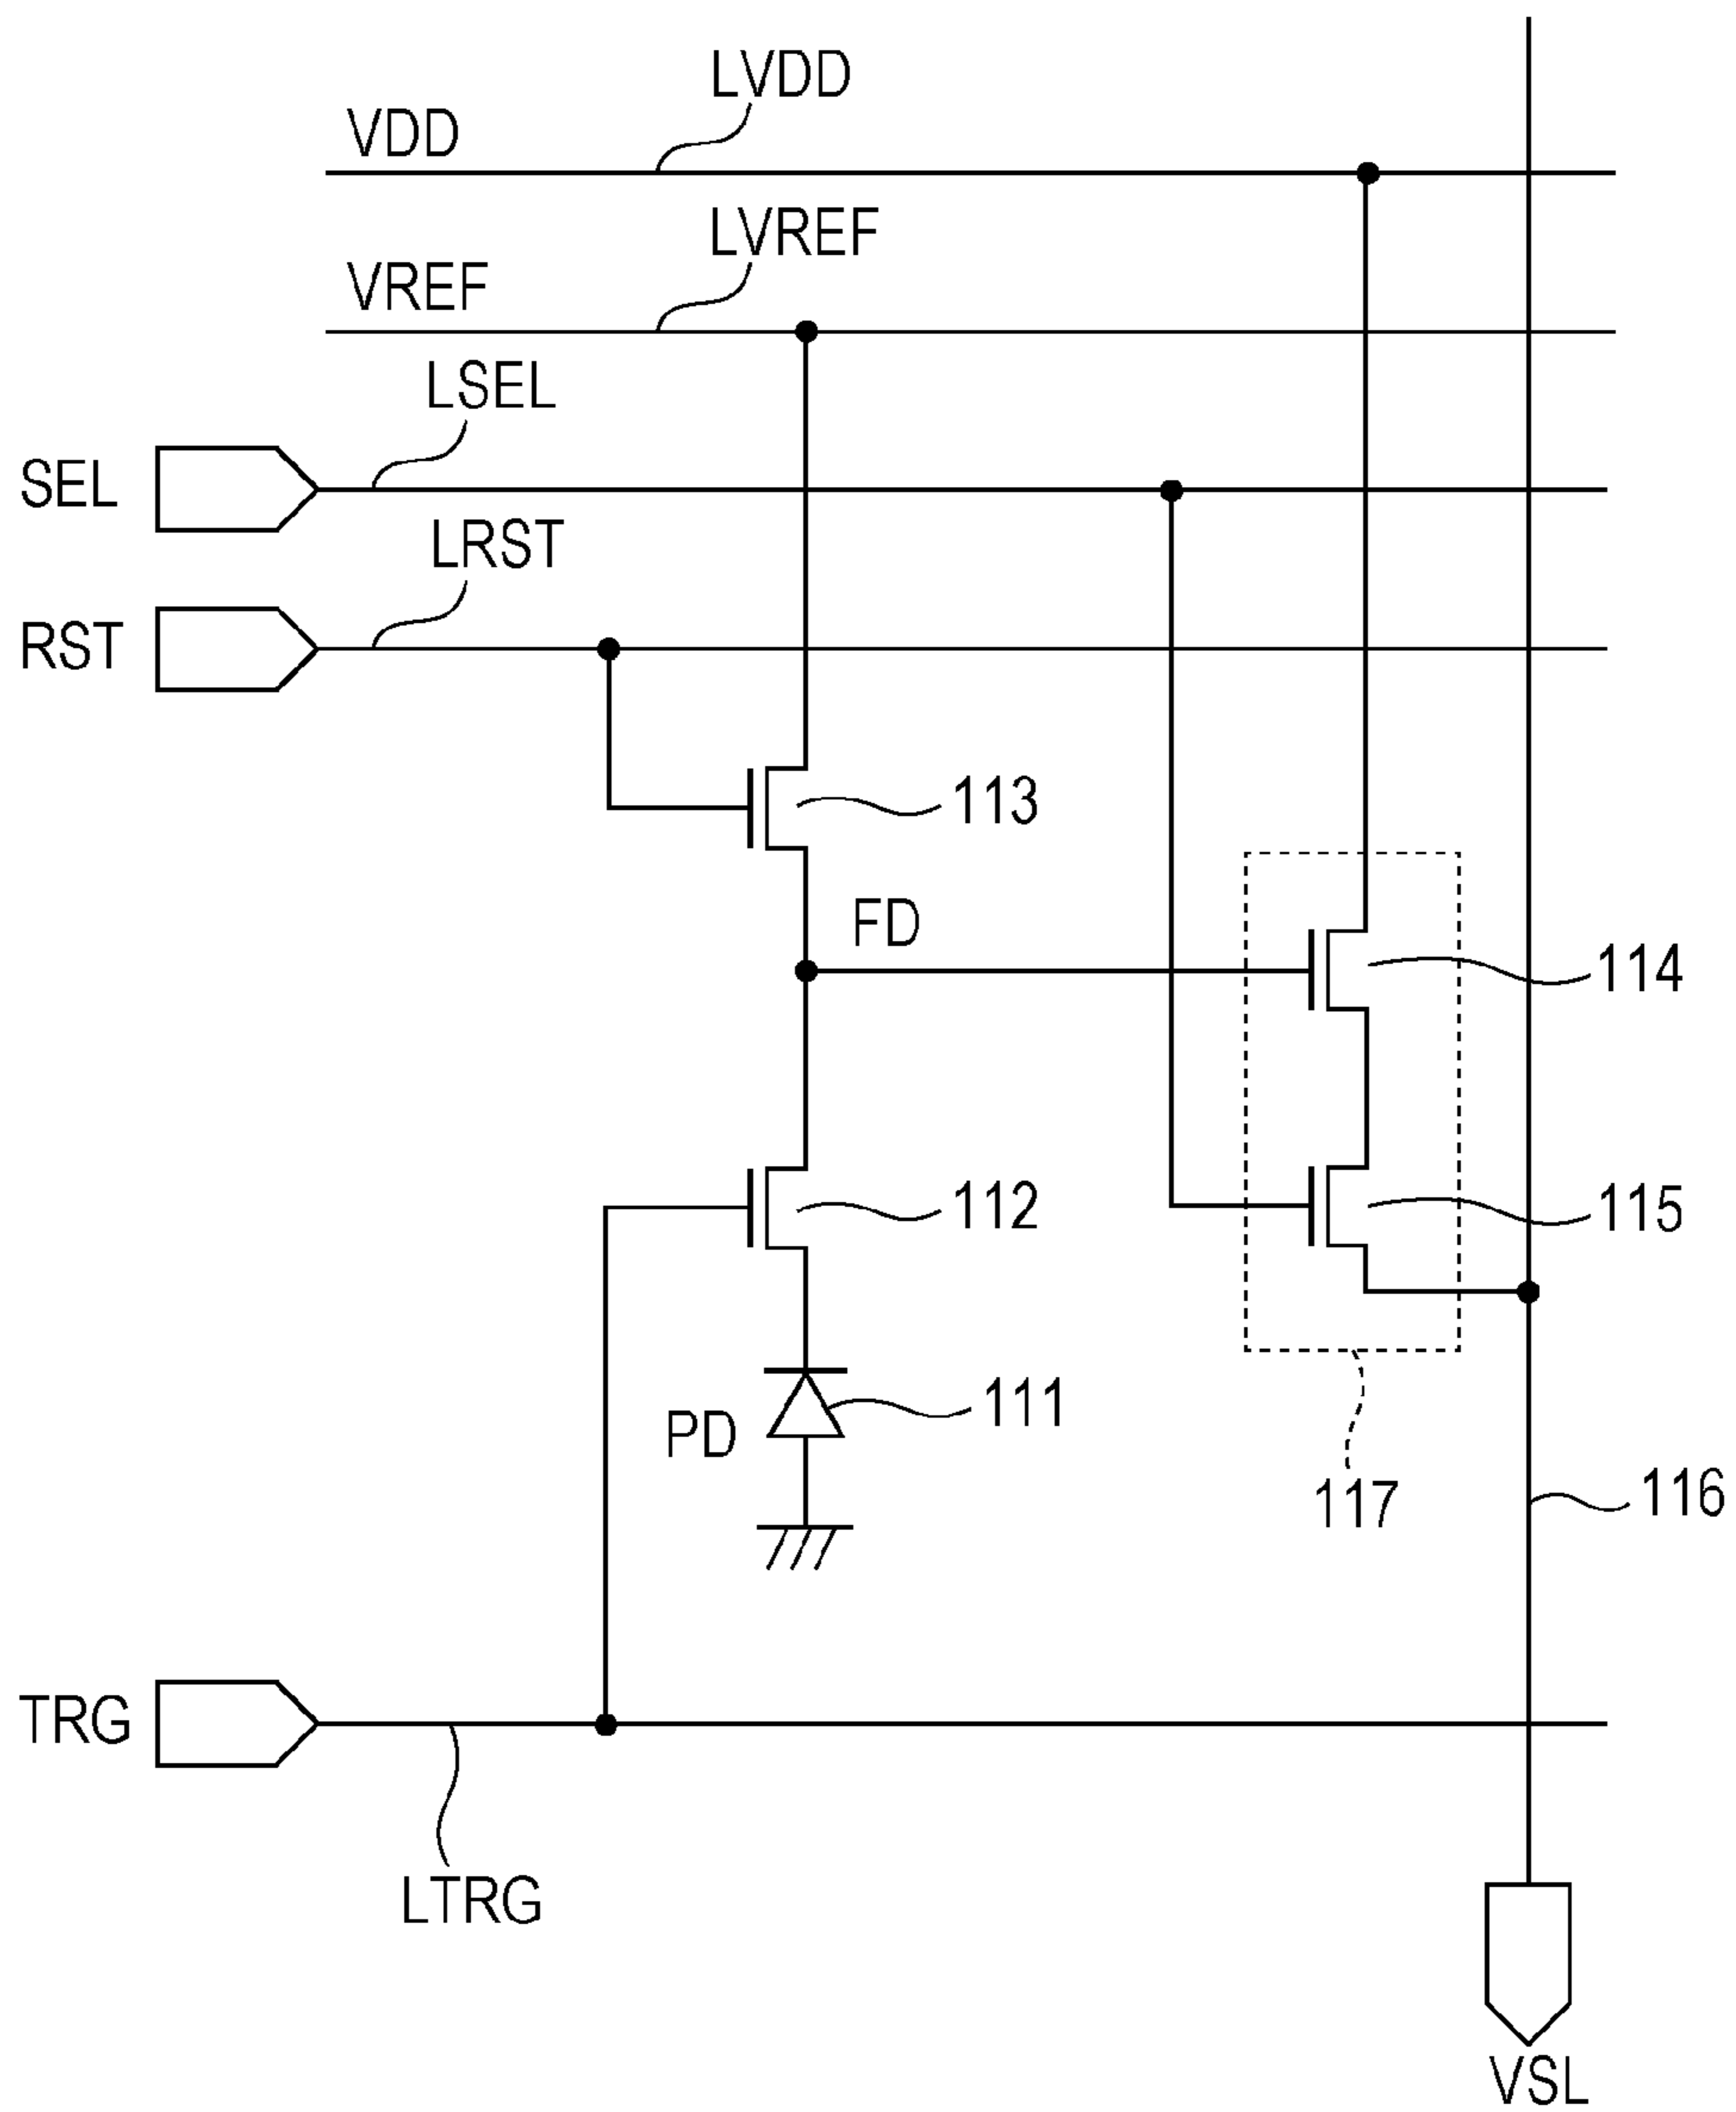 LVDD
VDD
LVREF
VREF
LSEL
SEL
LRST
RST
113
FD
114
112
115
111
PD
116
117
TRG
LTRG
VSL